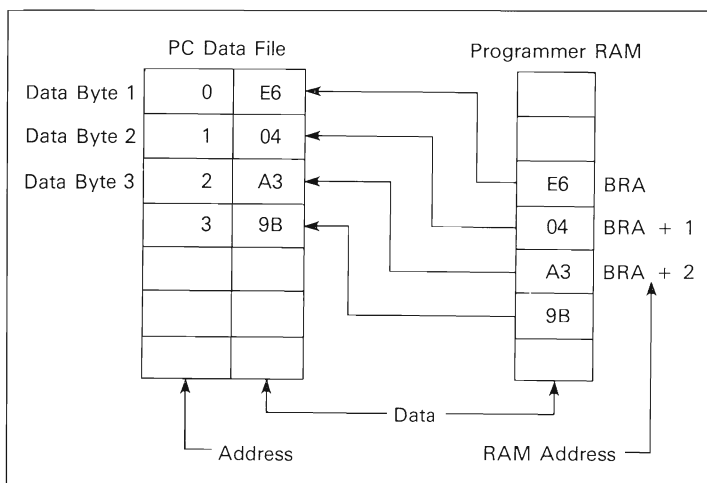 PC Data File
Programmer RAM
Data Byte 1 0 E6
Data Byte 2 1 04
Data Byte 3 2 A3
3 9B
E6 BRA
04 BRA + 1
A3 BRA + 2
9B
Data
Address
RAM Address